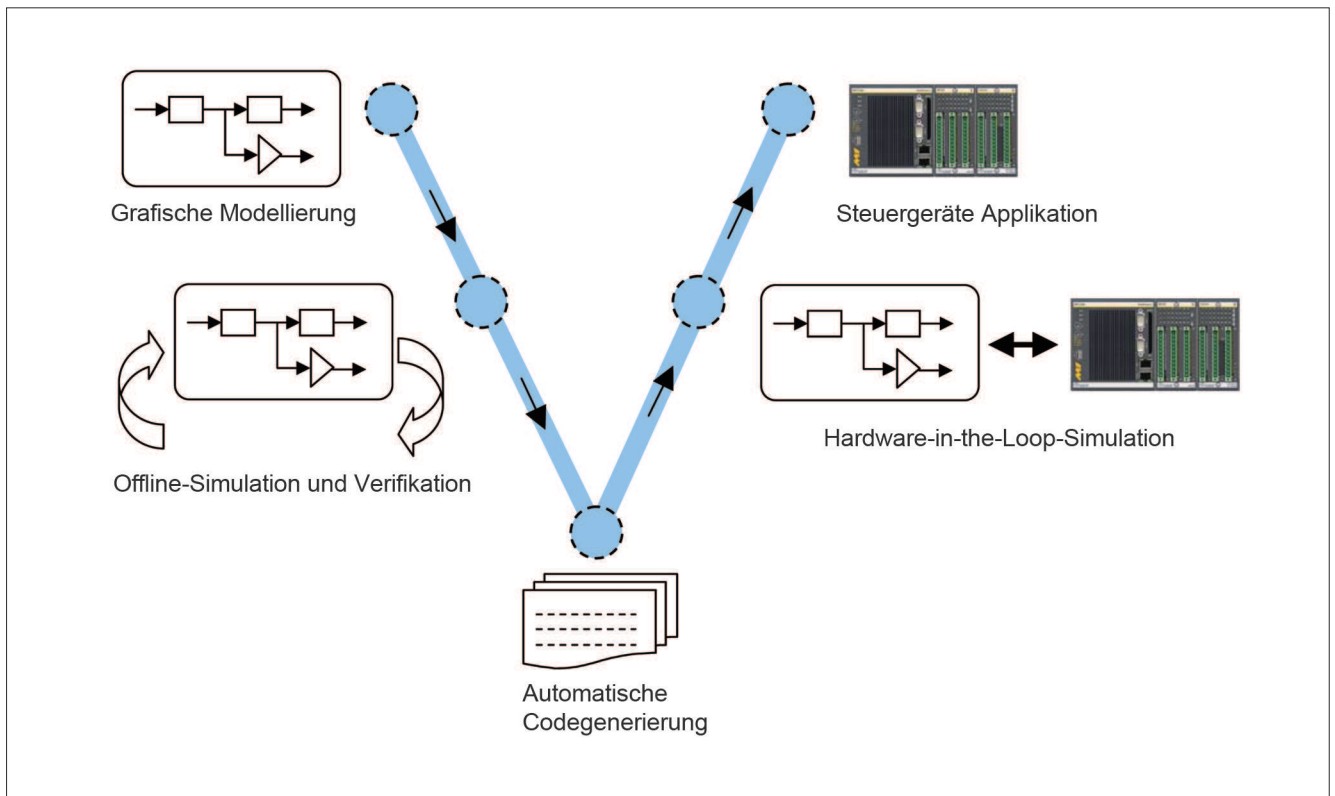 Grafische Modellierung
Steuergeräte Applikation
Offline-Simulation und Verifikation
Hardware-in-the-Loop-Simulation
Automatische
Codegenerierung